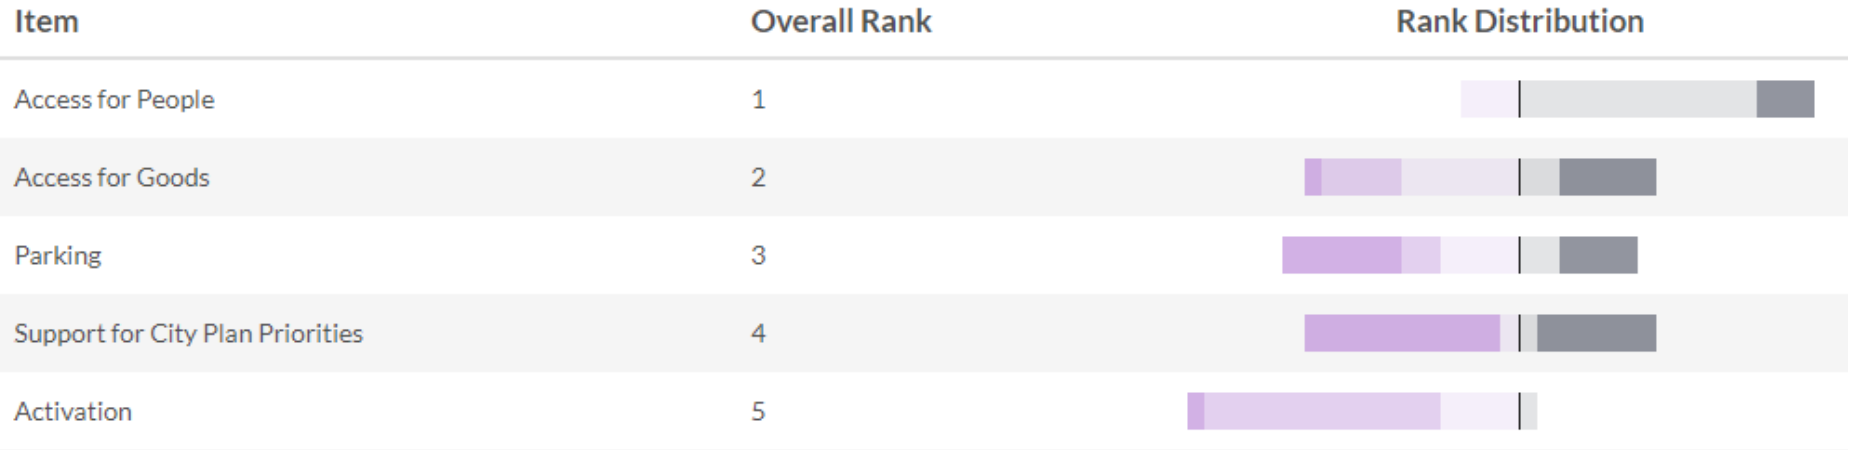 Item Overall Rank Rank Distribution
Access for People 1
Access for Goods 2
Parking 3
Support for City Plan Priorities 4
Activation 5